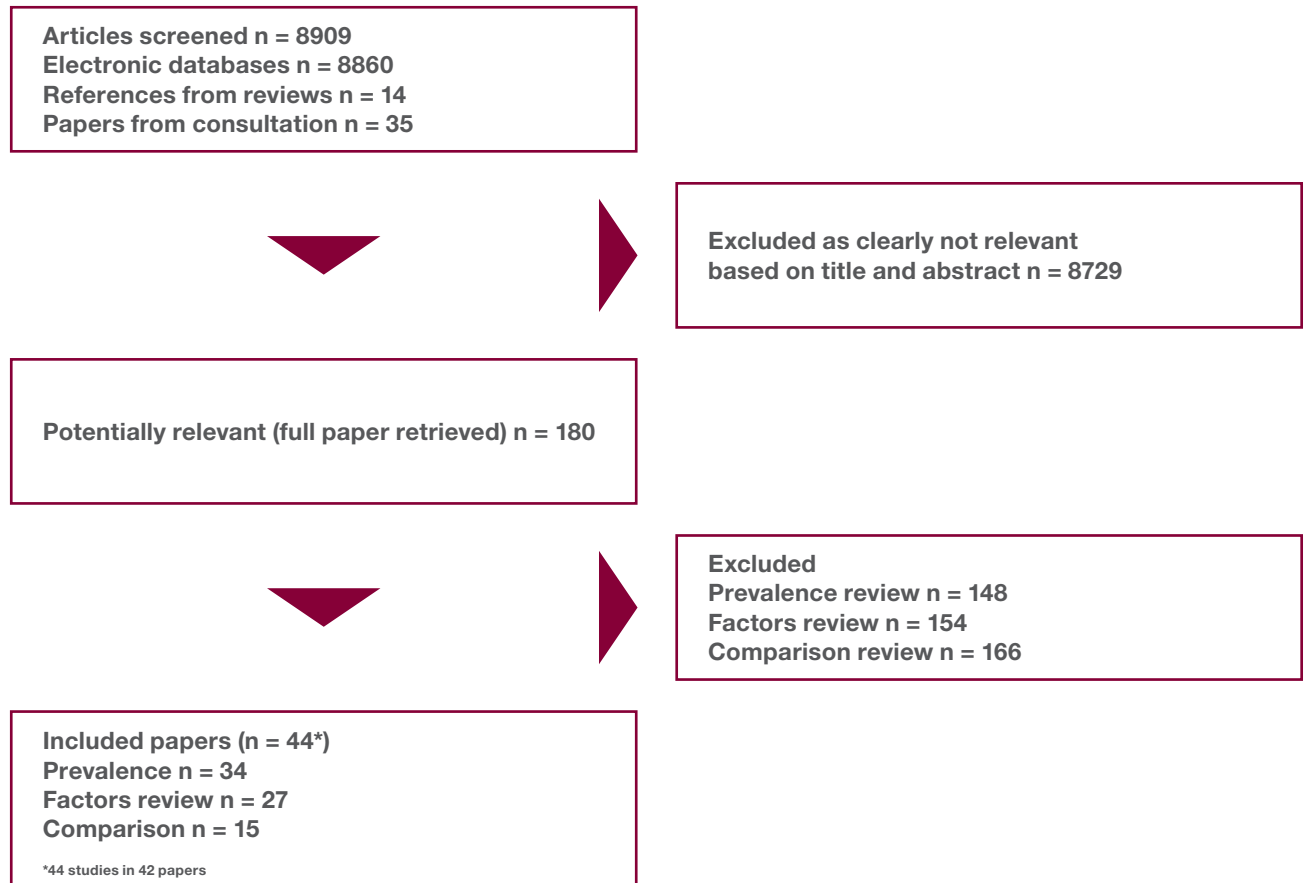 Articles screened n = 8909
Electronic databases n = 8860
References from reviews n = 14
Papers from consultation n = 35
Excluded as clearly not relevant
based on title and abstract n = 8729
Potentially relevant (full paper retrieved) n = 180
Excluded
Prevalence review n = 148
Factors review n = 154
Comparison review n = 166
Included papers (n = 44*)
Prevalence n = 34
Factors review n = 27
Comparison n = 15
*44 studies in 42 papers